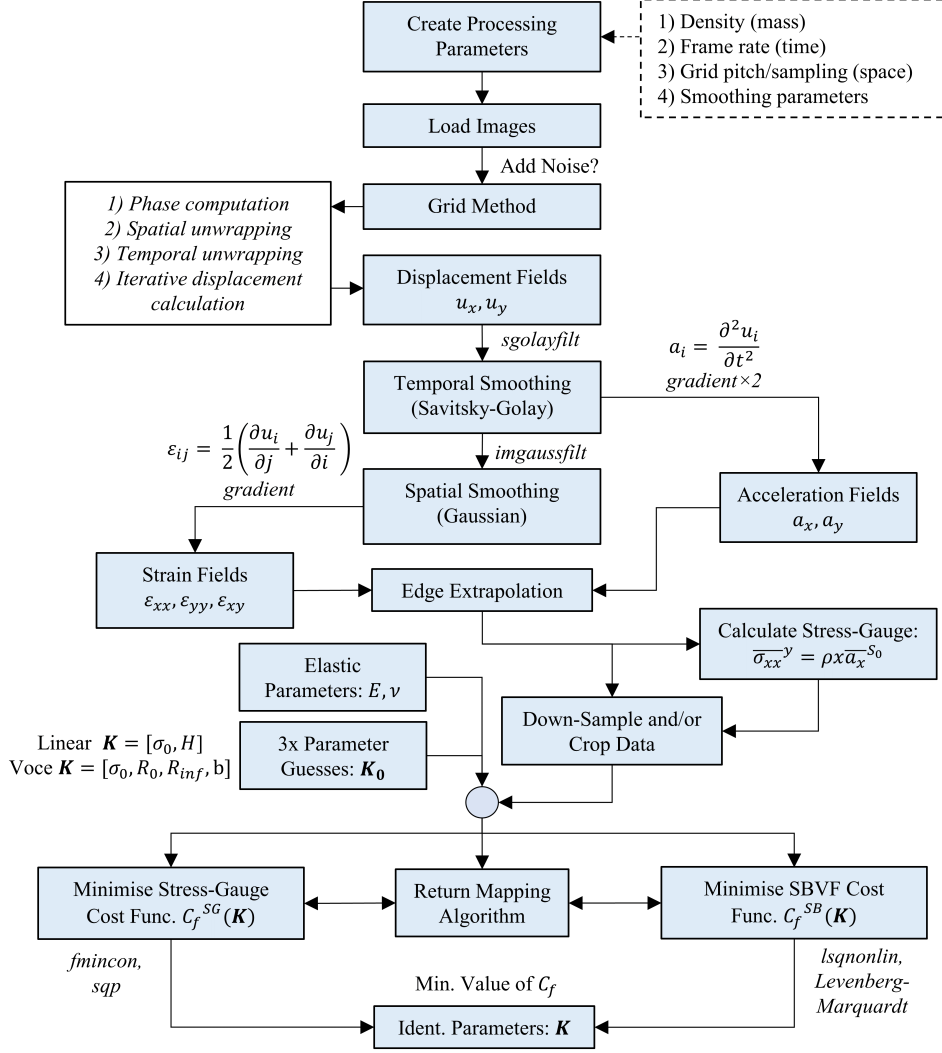 Create Processing
Parameters
1) Density (mass)
2) Frame rate (time)
3) Grid pitch/sampling (space)
4) Smoothing parameters
Load Images
Add Noise?
Grid Method
1) Phase computation
2) Spatial unwrapping
3) Temporal unwrapping
4) Iterative displacement
calculation
Displacement Fields
u_x, u_y
sgolayfilt
a_i = ∂²u_i / ∂t²
gradient×2
Temporal Smoothing
(Savitsky-Golay)
ε_ij = 1/2 (∂u_i/∂j + ∂u_j/∂i)
gradient
imgaussfilt
Spatial Smoothing
(Gaussian)
Acceleration Fields
a_x, a_y
Strain Fields
ε_xx, ε_yy, ε_xy
Edge Extrapolation
Calculate Stress-Gauge:
\overline{σ_xx}^y = ρx\overline{a_x}^{S_0}
Elastic
Parameters: E, ν
Down-Sample and/or
Crop Data
Linear K = [σ_0, H]
Voce K = [σ_0, R_0, R_inf, b]
3x Parameter
Guesses: K_0
Minimise Stress-Gauge
Cost Func. C_f^SG(K)
Return Mapping
Algorithm
Minimise SBVF Cost
Func. C_f^SB(K)
fmincon,
sqp
lsqnonlin,
Levenberg-
Marquardt
Min. Value of C_f
Ident. Parameters: K